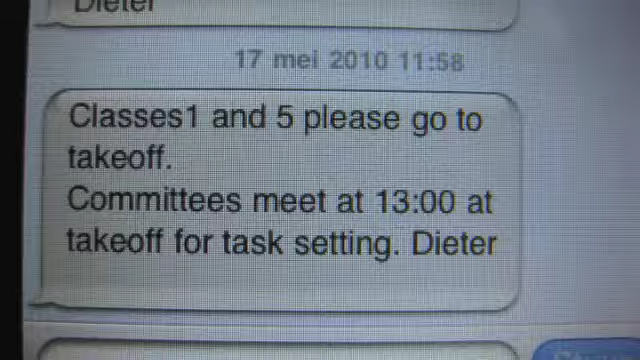 Dieter
17 mei 2010 11:58
Classes1 and 5 please go to
takeoff.
Committees meet at 13:00 at
takeoff for task setting. Dieter